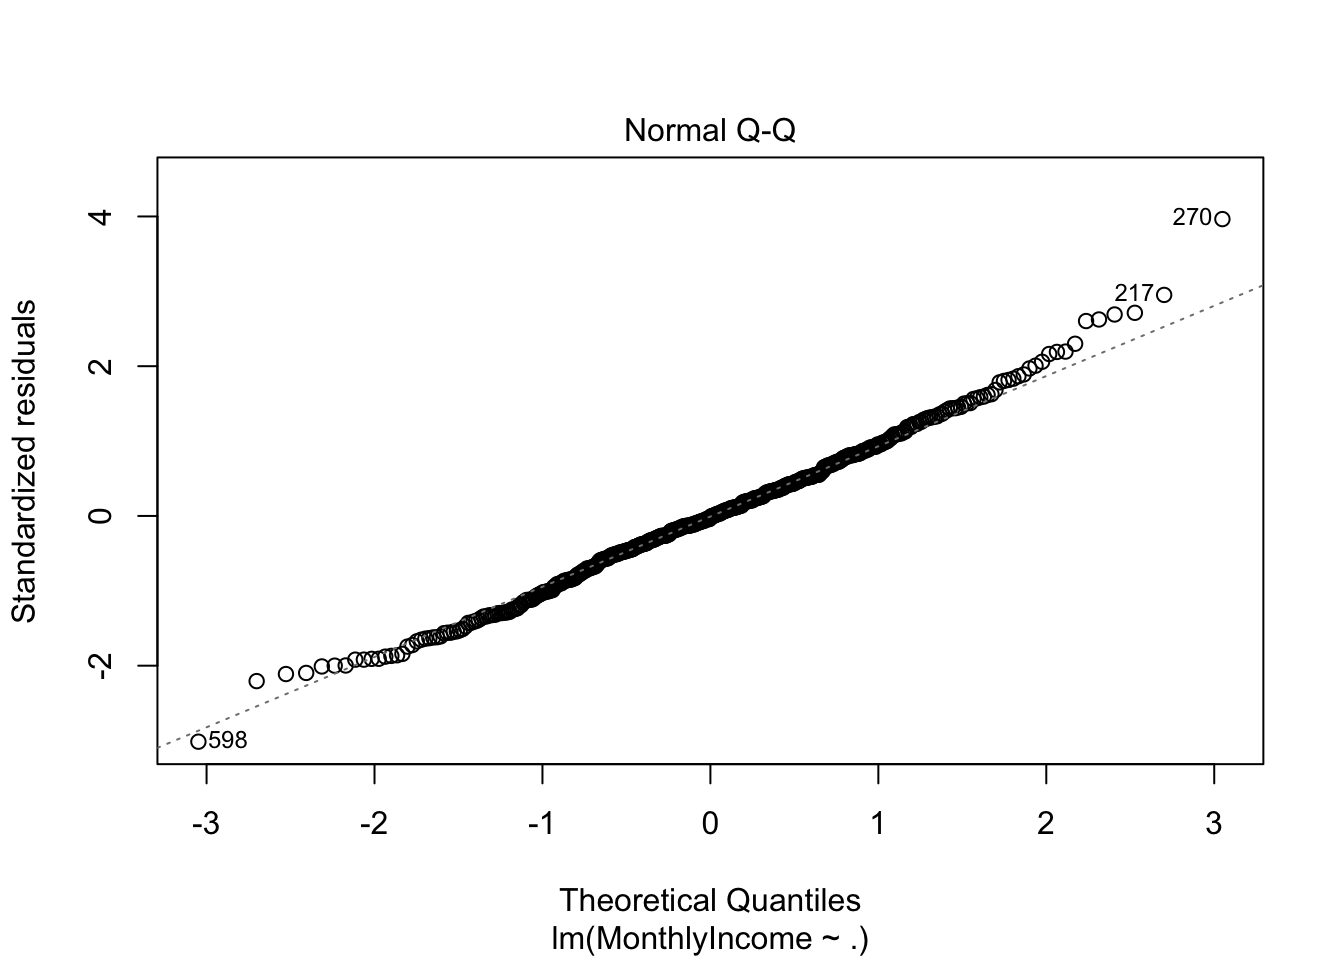 Normal Q-Q
4
2
0
-2
Standardized residuals
270
217
598
-3 -2 -1 0 1 2 3
Theoretical Quantiles
lm(MonthlyIncome ~ .)